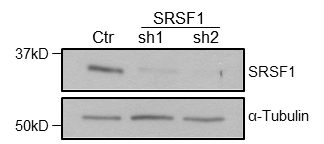 SRSF1
Ctr sh1 sh2
37kD
SRSF1
α-Tubulin
50kD